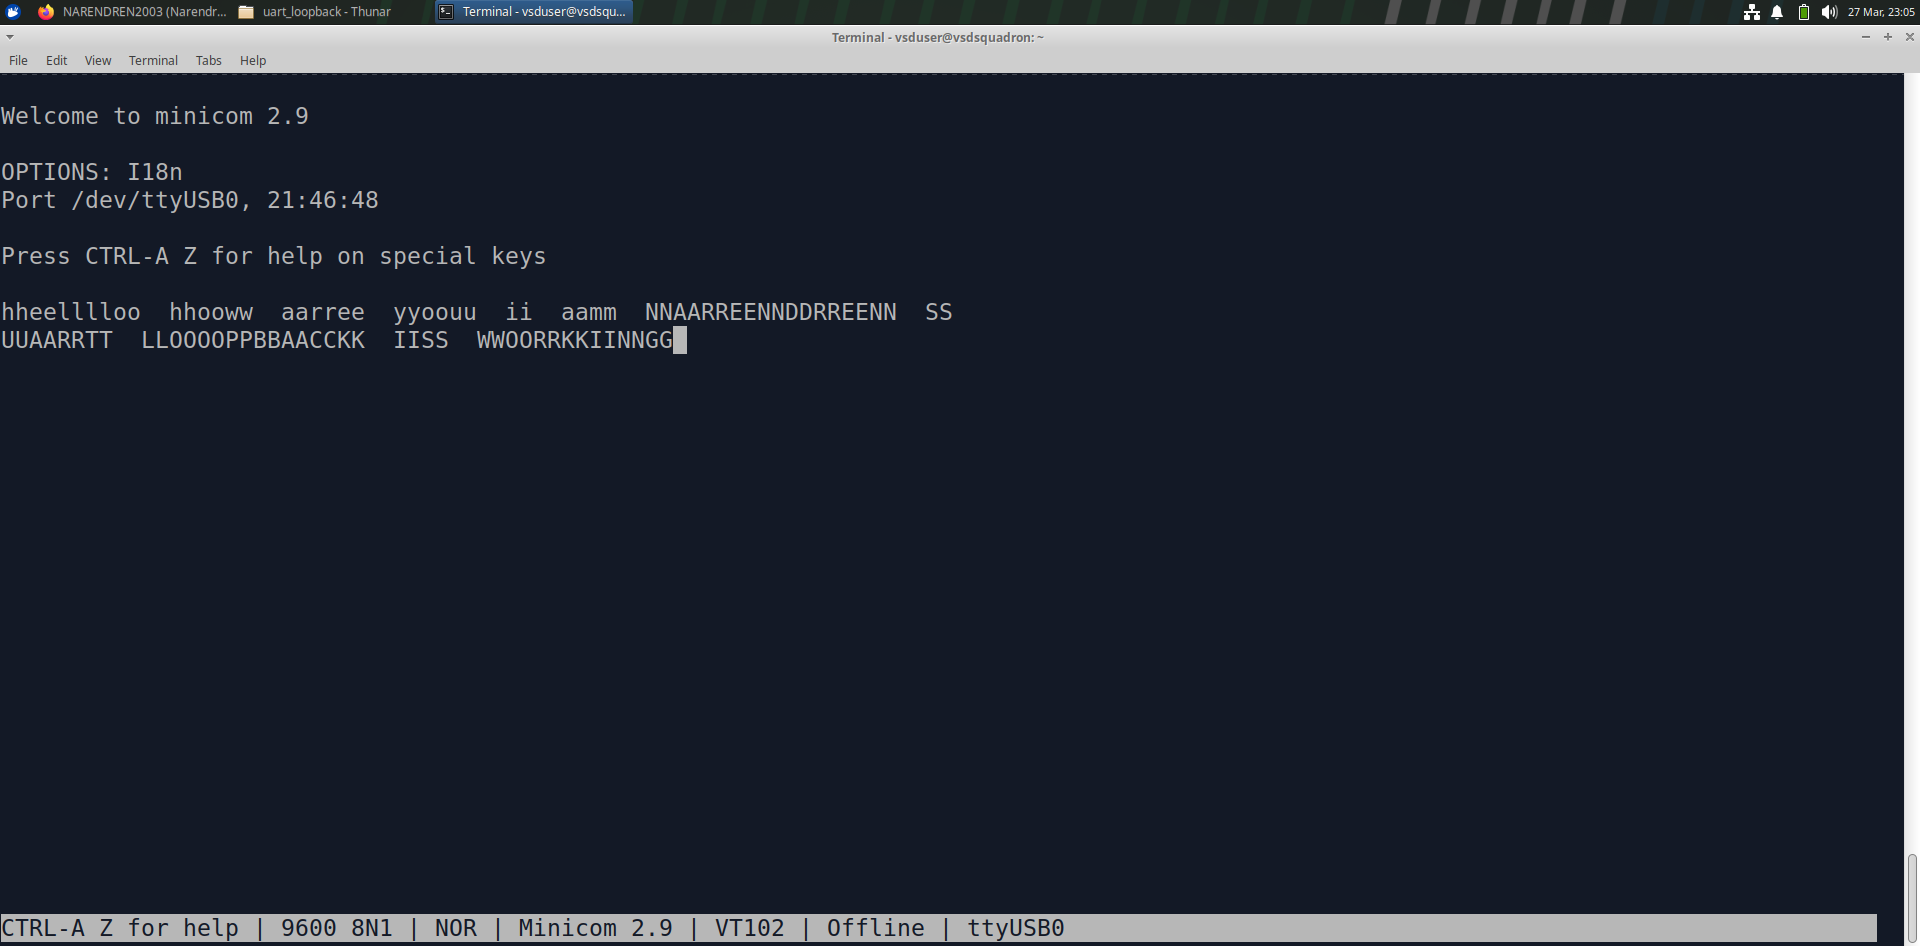 NARENDREN2003 (Narendr...
uart_loopback - Thunar
Terminal - vsduser@vsdsqu...
27 Mar, 23:05
Terminal - vsduser@vsdsquadron: ~
File Edit View Terminal Tabs Help
Welcome to minicom 2.9
OPTIONS: I18n
Port /dev/ttyUSB0, 21:46:48
Press CTRL-A Z for help on special keys
hheelllloo  hhooww  aarree  yyoouu  ii  aamm  NNAARREENNDDRREENN  SS
UUAARRTT  LLOOOOPPBBAACCKK  IISS  WWOORRKKIINNGG
CTRL-A Z for help | 9600 8N1 | NOR | Minicom 2.9 | VT102 | Offline | ttyUSB0